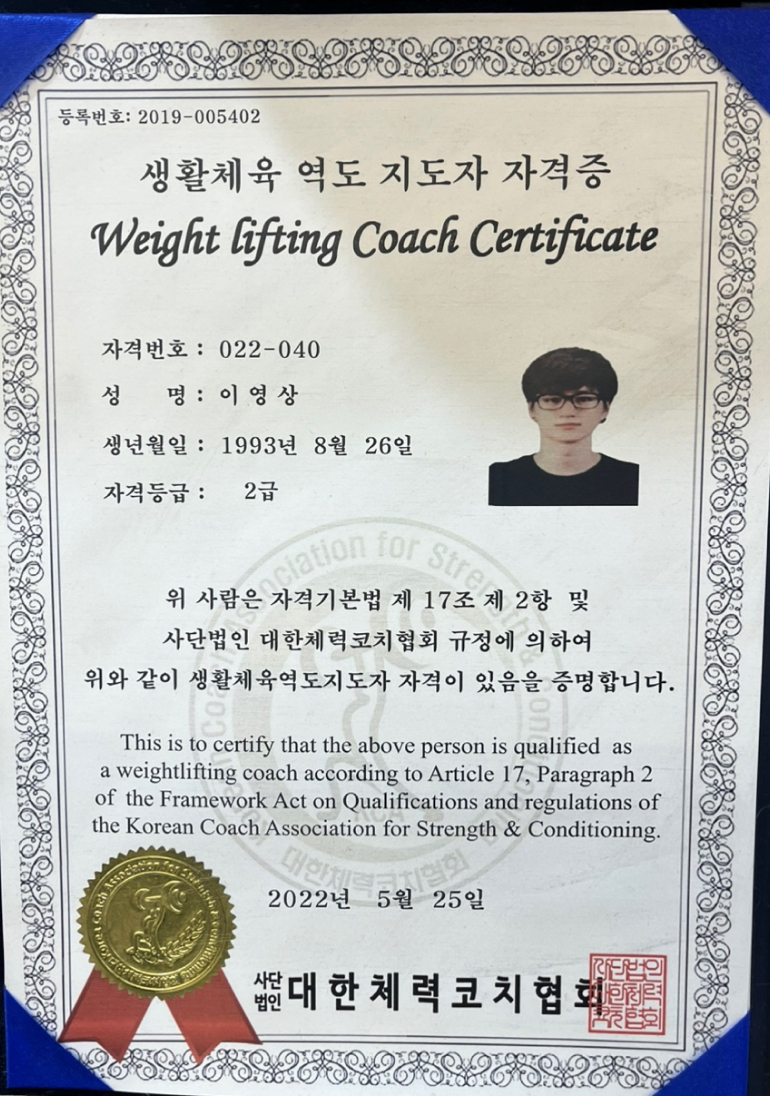 등록번호: 2019-005402
생활체육 역도 지도자 자격증
Weight lifting Coach Certificate
자격번호 : 022-040
성 명 : 이 영 상
생년월일 : 1993년 8월 26일
자격등급 : 2급
위 사람은 자격기본법 제 17조 제 2항 및
사단법인 대한체력코치협회 규정에 의하여
위와 같이 생활체육역도지도자 자격이 있음을 증명합니다.
This is to certify that the above person is qualified as
a weightlifting coach according to Article 17, Paragraph 2
of the Framework Act on Qualifications and regulations of
the Korean Coach Association for Strength & Conditioning.
Korean Coach Association for Strength & Conditioning
KCA
대한체력코치협회
2022년 5월 25일
사단
법인 대한체력코치협회